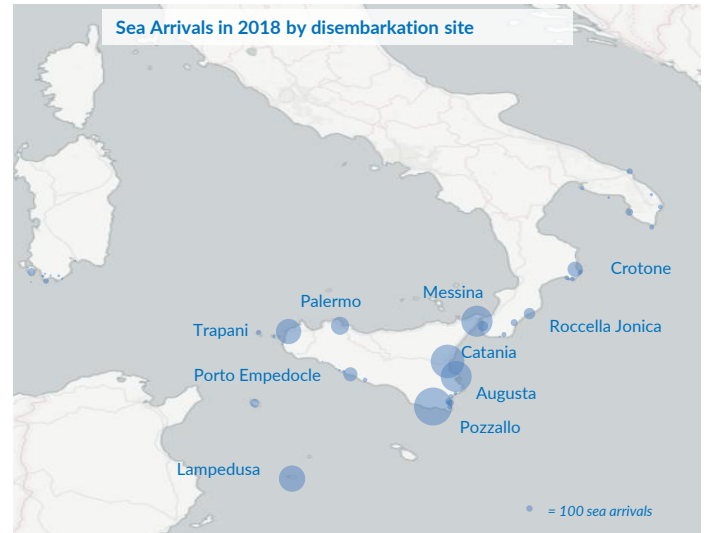 Sea Arrivals in 2018 by disembarkation site
Crotone
Messina
Palermo
Roccella Jonica
Trapani
Catania
Porto Empedocle
Augusta
Pozzallo
Lampedusa
= 100 sea arrivals